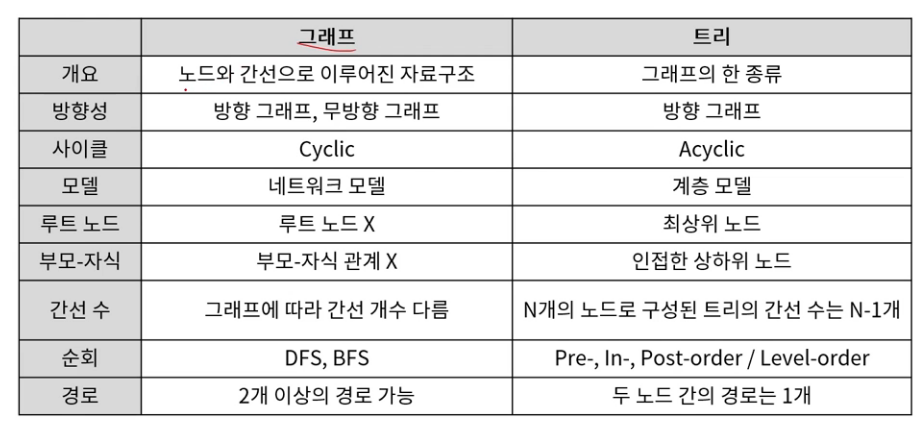 그래프 트리
개요 노드와 간선으로 이루어진 자료구조 그래프의 한 종류
방향성 방향 그래프, 무방향 그래프 방향 그래프
사이클 Cyclic Acyclic
모델 네트워크 모델 계층 모델
루트 노드 루트 노드 X 최상위 노드
부모-자식 부모-자식 관계 X 인접한 상하위 노드
간선 수 그래프에 따라 간선 개수 다름 N개의 노드로 구성된 트리의 간선 수는 N-1개
순회 DFS, BFS Pre-, In-, Post-order / Level-order
경로 2개 이상의 경로 가능 두 노드 간의 경로는 1개